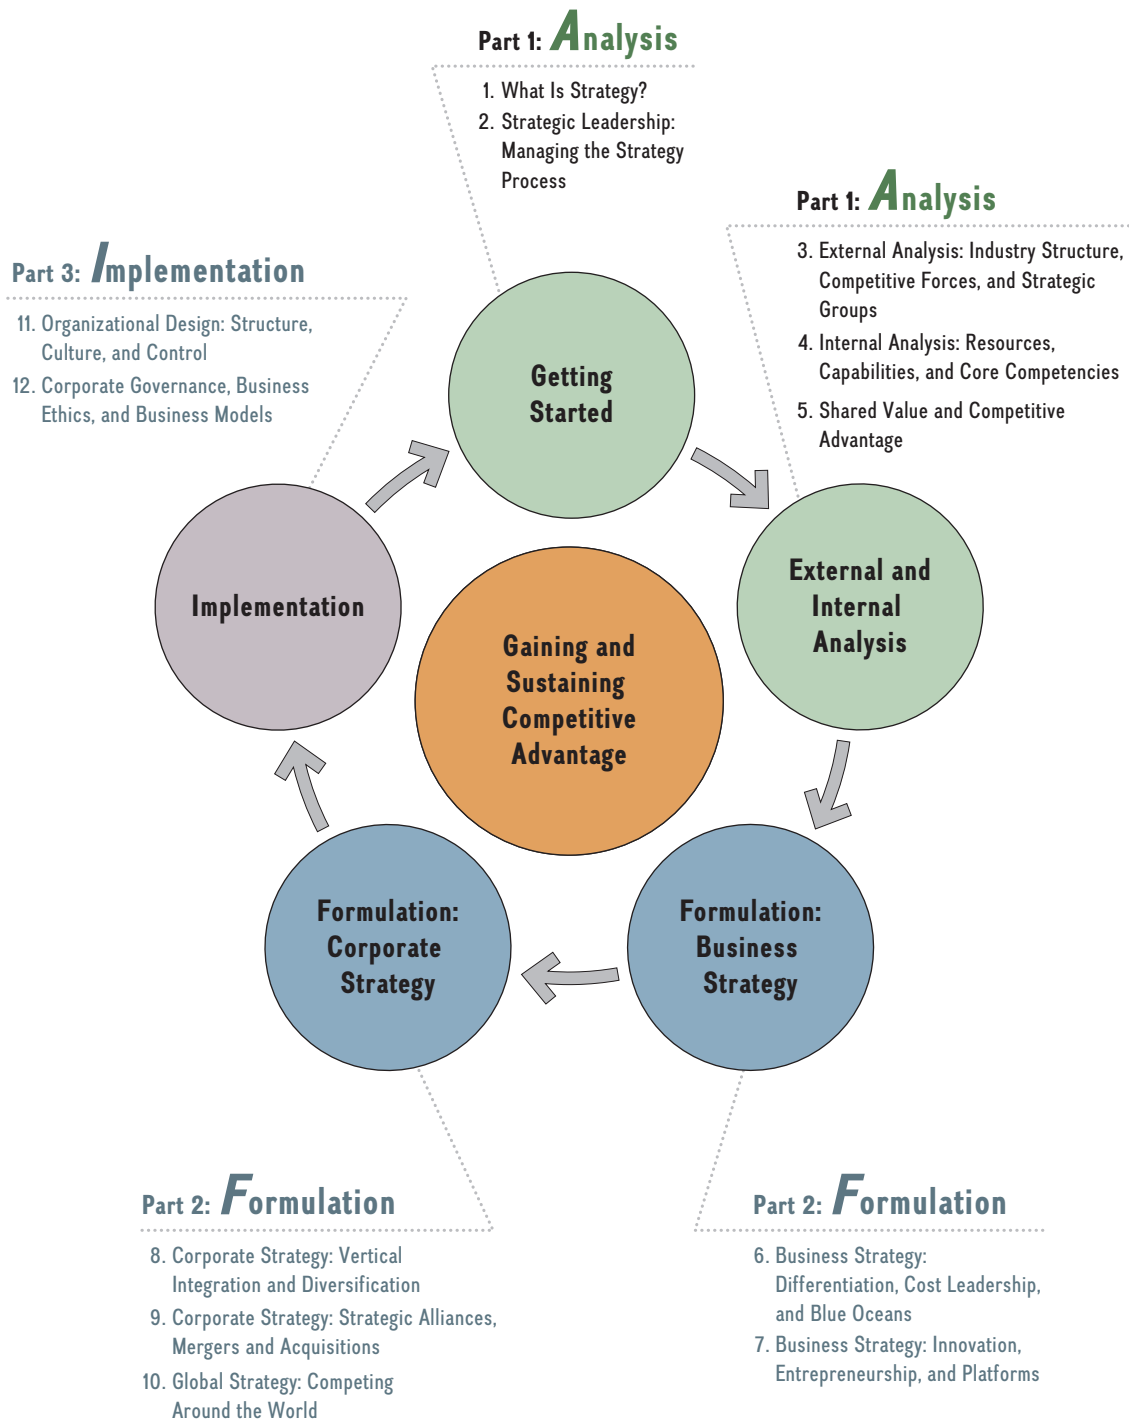 Part 1: Analysis
1. What Is Strategy?
2. Strategic Leadership:
Managing the Strategy
Process
Part 1: Analysis
3. External Analysis: Industry Structure,
Competitive Forces, and Strategic
Groups
4. Internal Analysis: Resources,
Capabilities, and Core Competencies
5. Shared Value and Competitive
Advantage
Part 3: Implementation
11. Organizational Design: Structure,
Culture, and Control
12. Corporate Governance, Business
Ethics, and Business Models
Getting
Started
External and
Internal
Analysis
Implementation
Gaining and
Sustaining
Competitive
Advantage
Formulation:
Corporate
Strategy
Formulation:
Business
Strategy
Part 2: Formulation
8. Corporate Strategy: Vertical
Integration and Diversification
9. Corporate Strategy: Strategic Alliances,
Mergers and Acquisitions
10. Global Strategy: Competing
Around the World
Part 2: Formulation
6. Business Strategy:
Differentiation, Cost Leadership,
and Blue Oceans
7. Business Strategy: Innovation,
Entrepreneurship, and Platforms